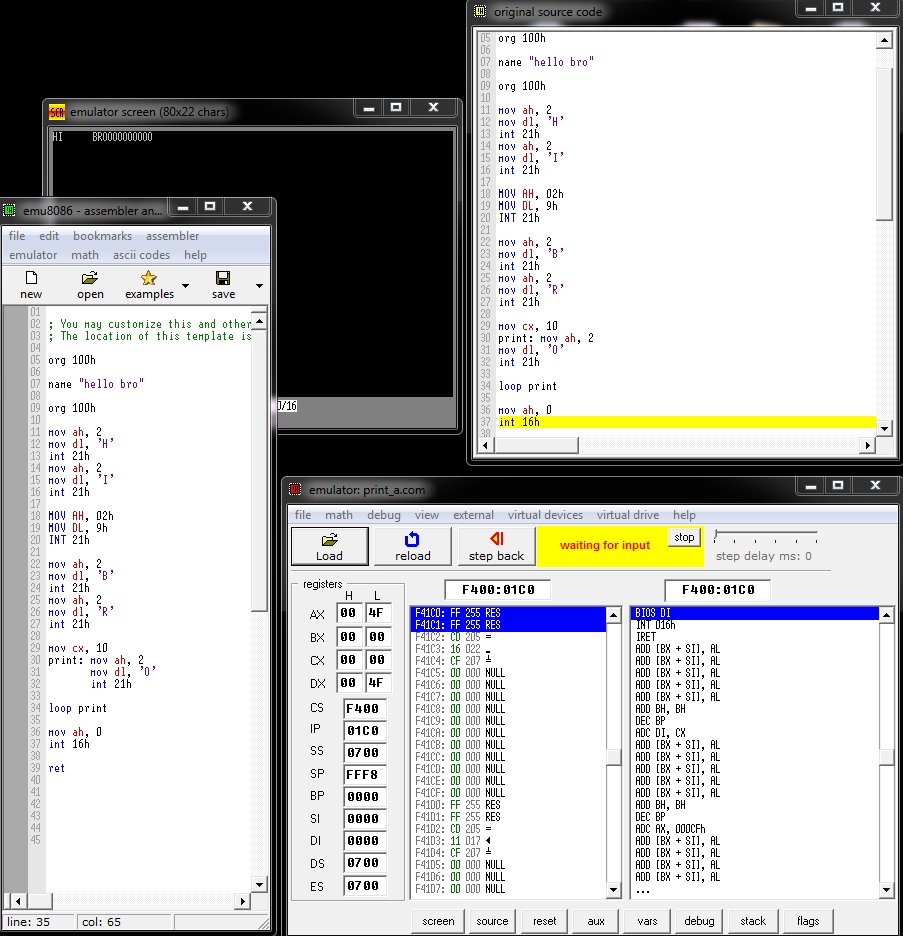 original source code
05 org 100h
06
07 name "hello bro"
08
09 org 100h
10
11 mov ah, 2
12 mov dl, 'H'
13 int 21h
14 mov ah, 2
15 mov dl, 'I'
16 int 21h
17
18 MOV AH, 02h
19 MOV DL, 9h
20 INT 21h
21
22 mov ah, 2
23 mov dl, 'B'
24 int 21h
25 mov ah, 2
26 mov dl, 'R'
27 int 21h
28
29 mov cx, 10
30 print: mov ah, 2
31 mov dl, 'O'
32 int 21h
33
34 loop print
35
36 mov ah, 0
37 int 16h
38
SCR emulator screen (80x22 chars)
HI BROOOOOOOOOO
0/16
emu8086 - assembler an...
file edit bookmarks assembler
emulator math ascii codes help
new open examples save
01
02 ; You may customize this and other
03 ; The location of this template is
04
05 org 100h
06
07 name "hello bro"
08
09 org 100h
10
11 mov ah, 2
12 mov dl, 'H'
13 int 21h
14 mov ah, 2
15 mov dl, 'I'
16 int 21h
17
18 MOV AH, 02h
19 MOV DL, 9h
20 INT 21h
21
22 mov ah, 2
23 mov dl, 'B'
24 int 21h
25 mov ah, 2
26 mov dl, 'R'
27 int 21h
28
29 mov cx, 10
30 print: mov ah, 2
31 mov dl, 'O'
32 int 21h
33
34 loop print
35
36 mov ah, 0
37 int 16h
38
39 ret
40
41
42
43
44
45
line: 35 col: 65
emulator: print_a.com
file math debug view external virtual devices virtual drive help
Load reload step back waiting for input stop step delay ms: 0
registers F400:01C0 F400:01C0
H L
AX 00 4F
BX 00 00
CX 00 00
DX 00 4F
CS F400
IP 01C0
SS 0700
SP FFF8
BP 0000
SI 0000
DI 0000
DS 0700
ES 0700
F41C0: FF 255 RES
F41C1: FF 255 RES
F41C2: CD 205 =
F41C3: 16 022 ▬
F41C4: CF 207 ╧
F41C5: 00 000 NULL
F41C6: 00 000 NULL
F41C7: 00 000 NULL
F41C8: 00 000 NULL
F41C9: 00 000 NULL
F41CA: 00 000 NULL
F41CB: 00 000 NULL
F41CC: 00 000 NULL
F41CD: 00 000 NULL
F41CE: 00 000 NULL
F41CF: 00 000 NULL
F41D0: FF 255 RES
F41D1: FF 255 RES
F41D2: CD 205 =
F41D3: 11 017 ◄
F41D4: CF 207 ╧
F41D5: 00 000 NULL
F41D6: 00 000 NULL
F41D7: 00 000 NULL
BIOS DI
INT 016h
IRET
ADD [BX + SI], AL
ADD [BX + SI], AL
ADD [BX + SI], AL
ADD [BX + SI], AL
ADD [BX + SI], AL
ADD BH, BH
DEC BP
ADC DI, CX
ADD [BX + SI], AL
ADD [BX + SI], AL
ADD [BX + SI], AL
ADD [BX + SI], AL
ADD [BX + SI], AL
ADD BH, BH
DEC BP
ADC AX, 000CFh
ADD [BX + SI], AL
ADD [BX + SI], AL
ADD [BX + SI], AL
ADD [BX + SI], AL
...
screen source reset aux vars debug stack flags